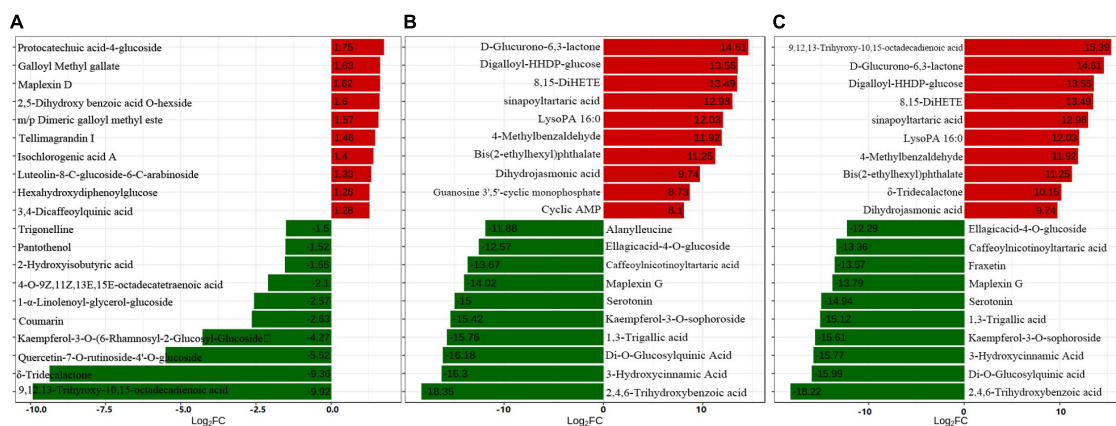 A
Protocatechuic acid-4-glucoside 1.75
Galloyl Methyl gallate 1.63
Maplexin D 1.62
2,5-Dihydroxy benzoic acid O-hexside 1.6
m/p Dimeric galloyl methyl este 1.57
Tellimagrandin I 1.46
Isochlorogenic acid A 1.4
Luteolin-8-C-glucoside-6-C-arabinoside 1.33
Hexahydroxydiphenoylglucose 1.28
3,4-Dicaffeoylquinic acid 1.28
Trigonelline -1.5
Pantothenol -1.52
2-Hydroxyisobutyric acid -1.55
4-O-9Z,11Z,13E,15E-octadecatetraenoic acid -2.1
1-α-Linolenoyl-glycerol-glucoside -2.57
Coumarin -2.63
Kaempferol-3-O-(6-Rhamnosyl-2-Glucosyl-Glucoside□ -4.27
Quercetin-7-O-rutinoside-4'-O-glucoside -5.52
δ-Tridecalactone -9.36
9,12,13-Trihyroxy-10,15-octadecadienoic acid -9.92
-10.0 -7.5 -5.0 -2.5 0.0
Log2FC
B
D-Glucurono-6,3-lactone 14.61
Digalloyl-HHDP-glucose 13.55
8,15-DiHETE 13.49
sinapoyltartaric acid 12.98
LysoPA 16:0 12.03
4-Methylbenzaldehyde 11.92
Bis(2-ethylhexyl)phthalate 11.25
Dihydrojasmonic acid 9.74
Guanosine 3',5'-cyclic monophosphate 8.73
Cyclic AMP 8.1
-11.88 Alanylleucine
-12.57 Ellagicacid-4-O-glucoside
-13.67 Caffeoylnicotinoyltartaric acid
-14.02 Maplexin G
-15 Serotonin
-15.42 Kaempferol-3-O-sophoroside
-15.76 1,3-Trigallic acid
-16.18 Di-O-Glucosylquinic Acid
-16.3 3-Hydroxycinnamic Acid
-18.35 2,4,6-Trihydroxybenzoic acid
-10 0 10
Log2FC
C
9,12,13-Trihyroxy-10,15-octadecadienoic acid 15.39
D-Glucurono-6,3-lactone 14.61
Digalloyl-HHDP-glucose 13.55
8,15-DiHETE 13.49
sinapoyltartaric acid 12.98
LysoPA 16:0 12.03
4-Methylbenzaldehyde 11.92
Bis(2-ethylhexyl)phthalate 11.25
δ-Tridecalactone 10.15
Dihydrojasmonic acid 9.74
-12.29 Ellagicacid-4-O-glucoside
-13.36 Caffeoylnicotinoyltartaric acid
-13.57 Fraxetin
-13.79 Maplexin G
-14.94 Serotonin
-15.12 1,3-Trigallic acid
-15.61 Kaempferol-3-O-sophoroside
-15.77 3-Hydroxycinnamic Acid
-15.99 Di-O-Glucosylquinic acid
-18.22 2,4,6-Trihydroxybenzoic acid
-10 0 10
Log2FC